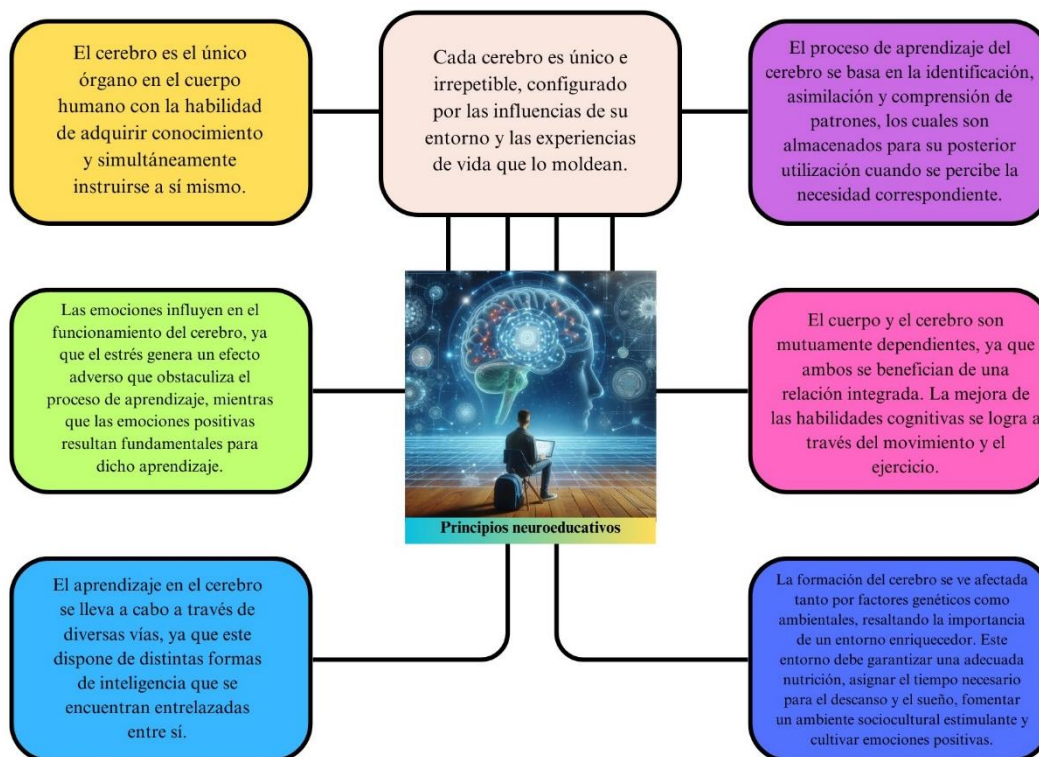 El cerebro es el único
órgano en el cuerpo
humano con la habilidad
de adquirir conocimiento
y simultáneamente
instruirse a sí mismo.
Cada cerebro es único e
irrepetible, configurado
por las influencias de su
entorno y las experiencias
de vida que lo moldean.
El proceso de aprendizaje del
cerebro se basa en la identificación,
asimilación y comprensión de
patrones, los cuales son
almacenados para su posterior
utilización cuando se percibe la
necesidad correspondiente.
Las emociones influyen en el
funcionamiento del cerebro, ya
que el estrés genera un efecto
adverso que obstaculiza el
proceso de aprendizaje, mientras
que las emociones positivas
resultan fundamentales para
dicho aprendizaje.
Principios neuroeducativos
El cuerpo y el cerebro son
mutuamente dependientes, ya que
ambos se benefician de una
relación integrada. La mejora de
las habilidades cognitivas se logra a
través del movimiento y el
ejercicio.
El aprendizaje en el cerebro
se lleva a cabo a través de
diversas vías, ya que este
dispone de distintas formas
de inteligencia que se
encuentran entrelazadas
entre sí.
La formación del cerebro se ve afectada
tanto por factores genéticos como
ambientales, resaltando la importancia
de un entorno enriquecedor. Este
entorno debe garantizar una adecuada
nutrición, asignar el tiempo necesario
para el descanso y el sueño, fomentar
un ambiente sociocultural estimulante y
cultivar emociones positivas.